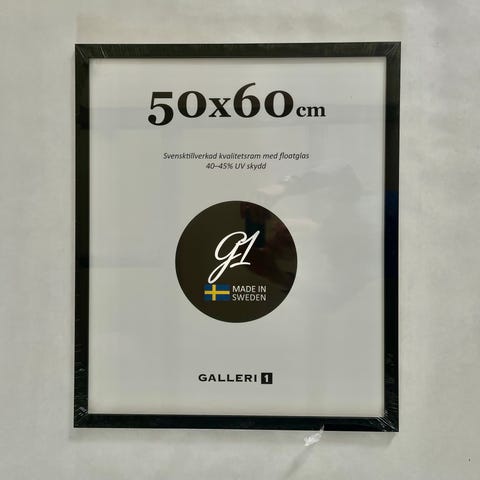 50x60cm
Svensktillverkad kvalitetsram med floatglas
40–45% UV skydd
G1
MADE IN
SWEDEN
GALLERI 1